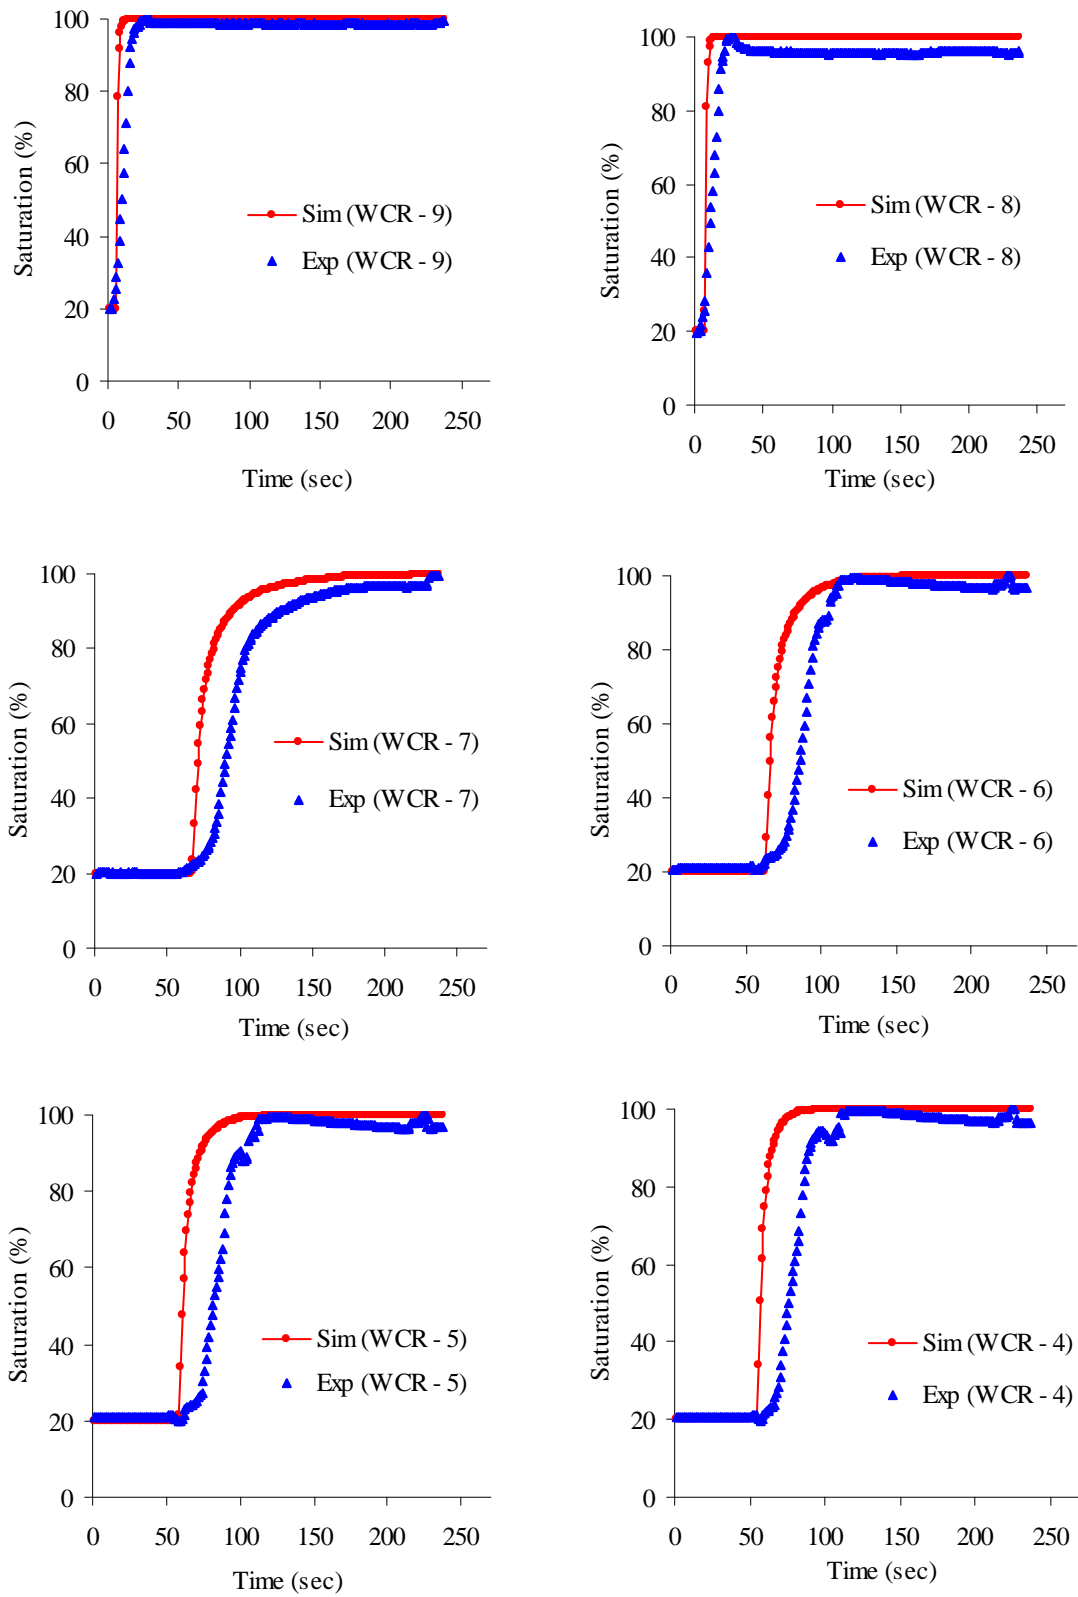 100
80
60
40
20
0
Saturation (%)
Sim (WCR - 9)
Exp (WCR - 9)
0 50 100 150 200 250
Time (sec)
100
80
60
40
20
0
Saturation (%)
Sim (WCR - 8)
Exp (WCR - 8)
0 50 100 150 200 250
Time (sec)
100
80
60
40
20
0
Saturation (%)
Sim (WCR - 7)
Exp (WCR - 7)
0 50 100 150 200 250
Time (sec)
100
80
60
40
20
0
Saturation (%)
Sim (WCR - 6)
Exp (WCR - 6)
0 50 100 150 200 250
Time (sec)
100
80
60
40
20
0
Saturation (%)
Sim (WCR - 5)
Exp (WCR - 5)
0 50 100 150 200 250
Time (sec)
100
80
60
40
20
0
Saturation (%)
Sim (WCR - 4)
Exp (WCR - 4)
0 50 100 150 200 250
Time (sec)